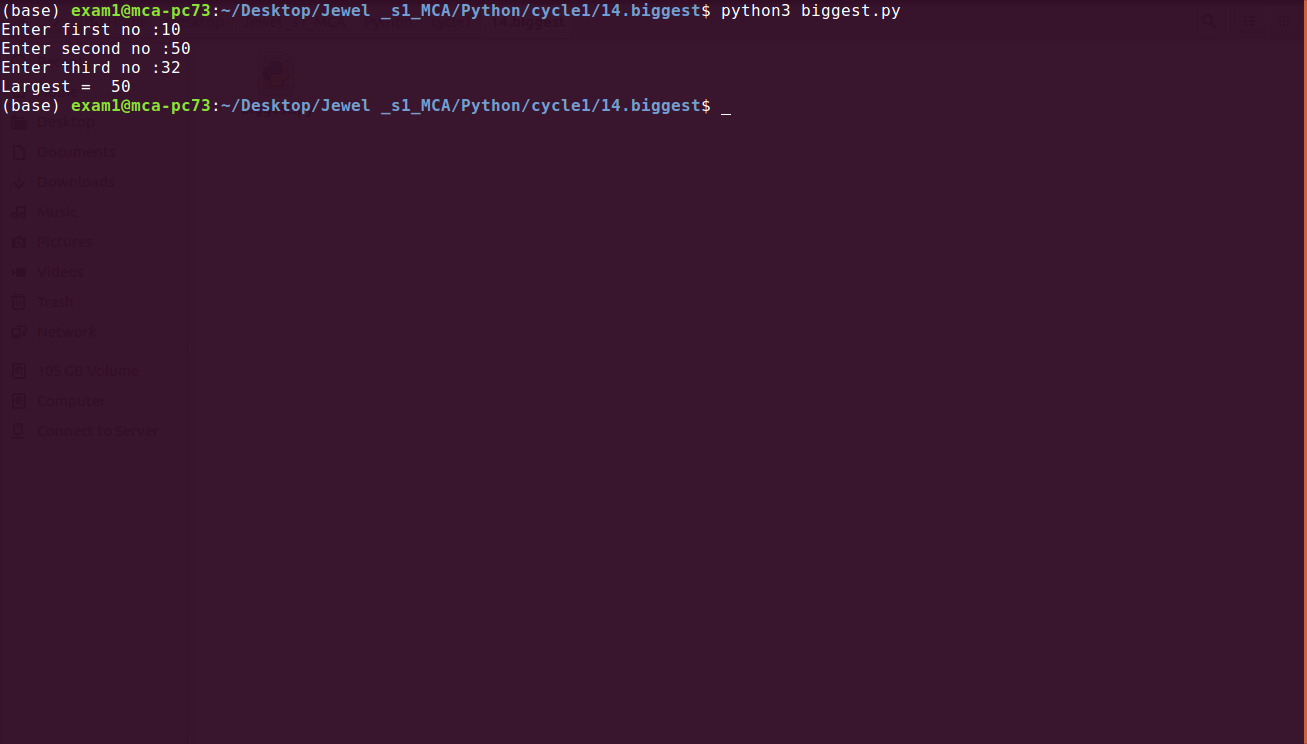 (base) exam1@mca-pc73:~/Desktop/Jewel _s1_MCA/Python/cycle1/14.biggest$ python3 biggest.py
Enter first no :10
Enter second no :50
Enter third no :32
Largest =  50
(base) exam1@mca-pc73:~/Desktop/Jewel _s1_MCA/Python/cycle1/14.biggest$ _
Desktop
Documents
Downloads
Music
Pictures
Videos
Trash
Network
105 GB Volume
Computer
Connect to Server